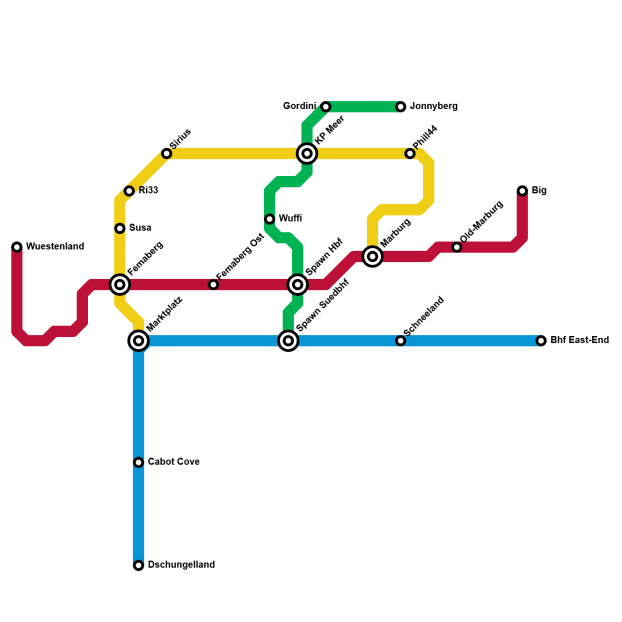 Gordini
Jonnyberg
KP Meer
Phill44
Sirius
Ri33
Big
Wuffi
Susa
Old-Marburg
Marburg
Wuestenland
Femaberg
Femaberg Ost
Spawn Hbf
Marktplatz
Spawn Suedbhf
Schneeland
Bhf East-End
Cabot Cove
Dschungelland